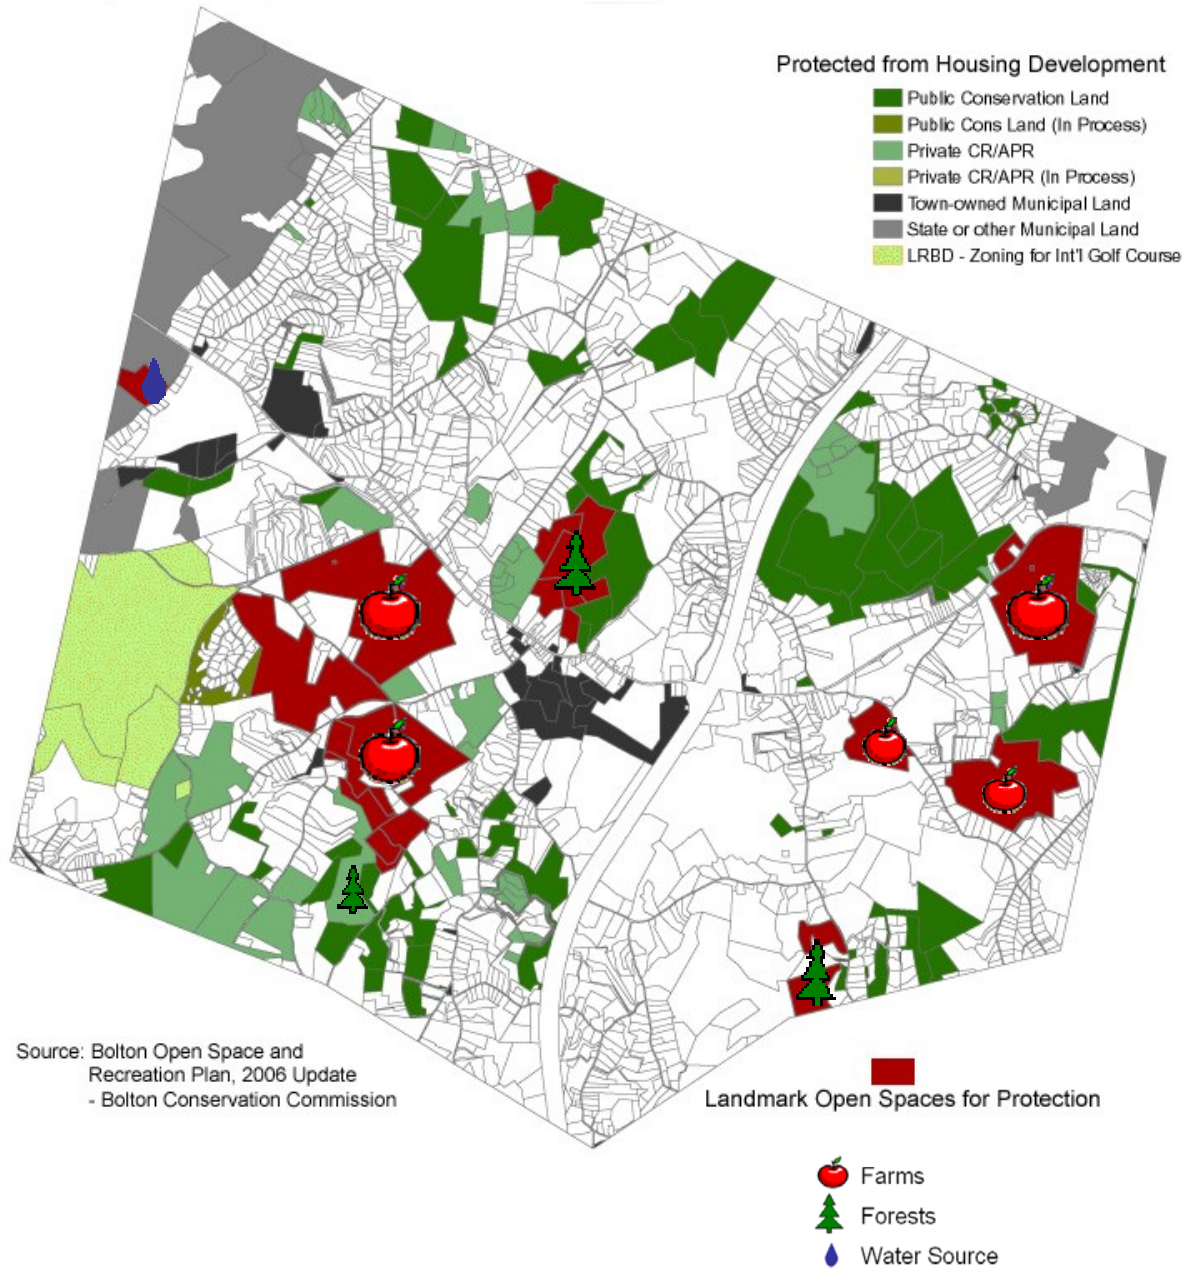 Protected from Housing Development
Public Conservation Land
Public Cons Land (In Process)
Private CR/APR
Private CR/APR (In Process)
Town-owned Municipal Land
State or other Municipal Land
LRBD - Zoning for Int'l Golf Course
Source: Bolton Open Space and
Recreation Plan, 2006 Update
- Bolton Conservation Commission
Landmark Open Spaces for Protection
Farms
Forests
Water Source